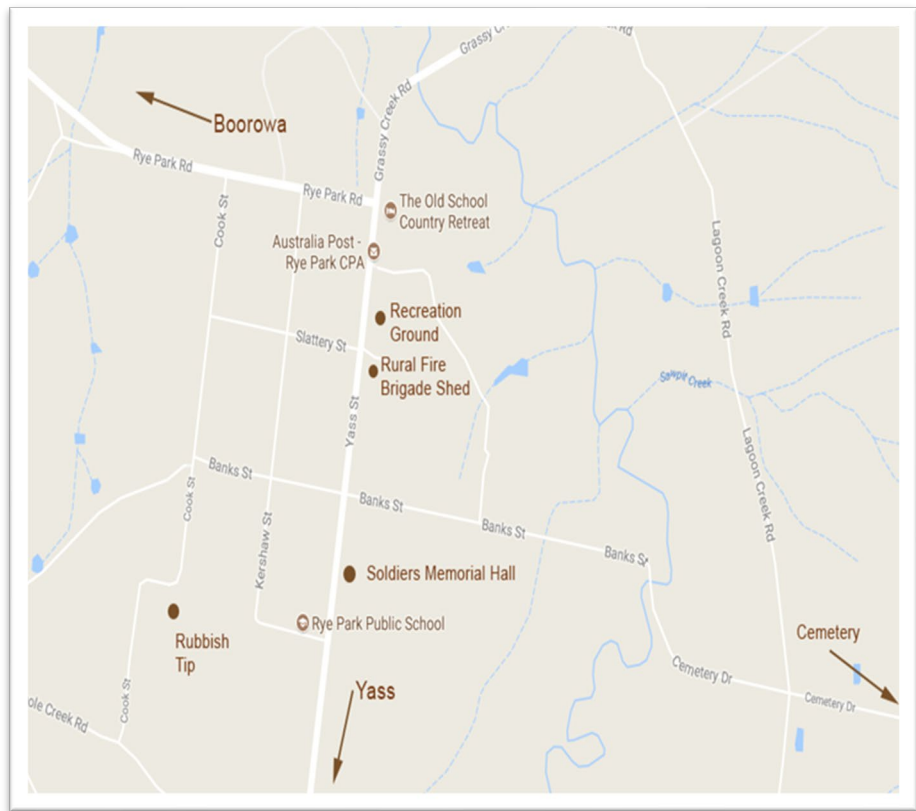 Grassy Cr
Rd
Boorowa
Grassy Creek Rd
Rye Park Rd
Rye Park Rd
Cook St
The Old School
Country Retreat
Australia Post -
Rye Park CPA
Lagoon Creek Rd
Recreation
Ground
Slattery St
Rural Fire
Brigade Shed
Sawpit Creek
Yass St
Lagoon Creek Rd
Banks St
Cook St
Banks St
Banks St
Banks St
Kershaw St
Soldiers Memorial Hall
Rye Park Public School
Rubbish
Tip
Cemetery
Cemetery Dr
Yass
Cemetery Dr
Cook St
ole Creek Rd